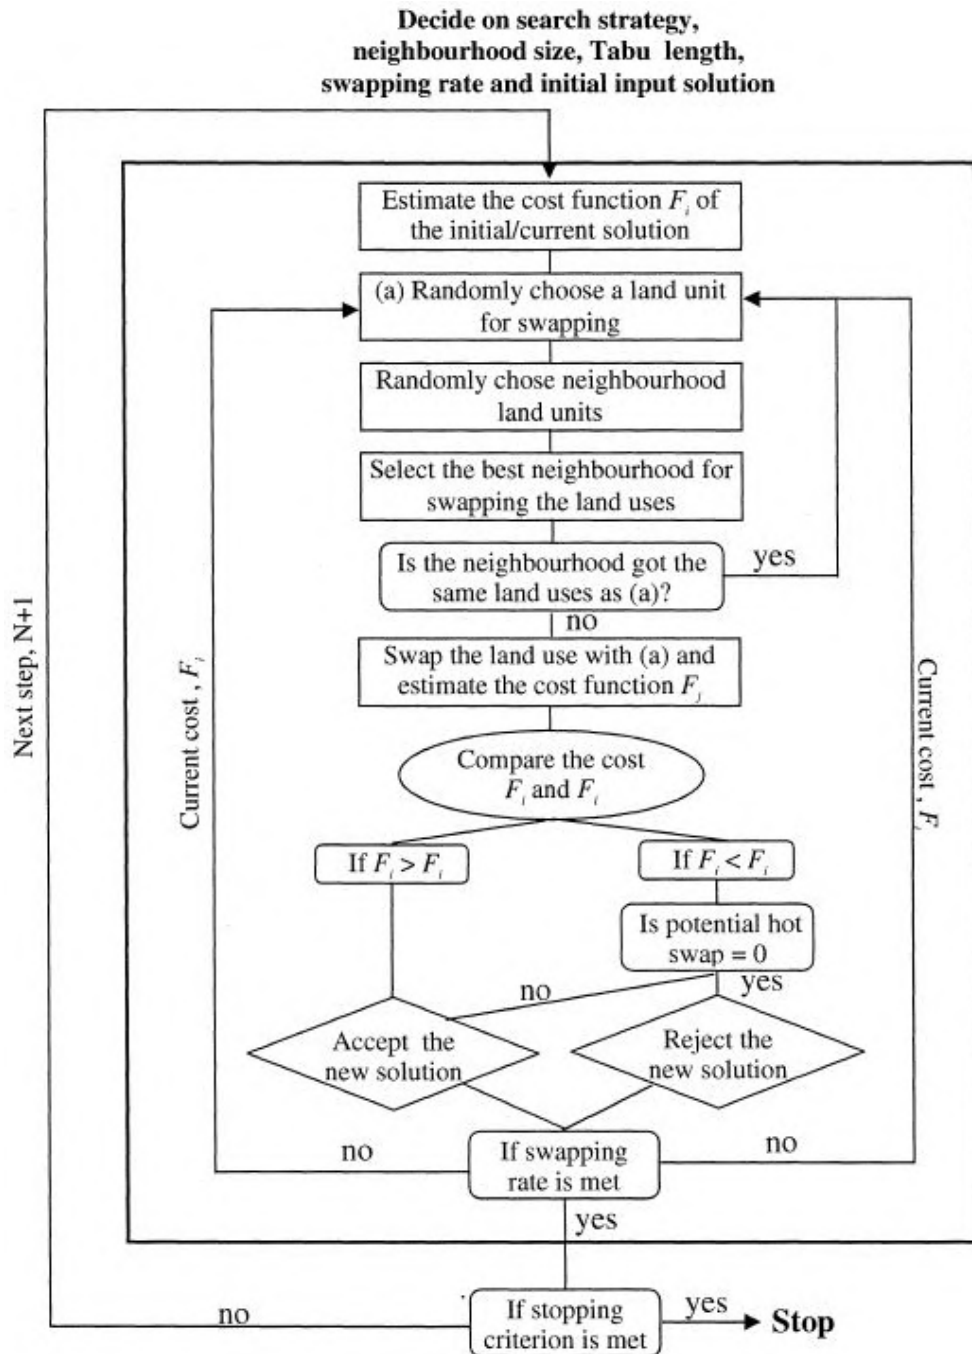 Decide on search strategy,
neighbourhood size, Tabu length,
swapping rate and initial input solution
Estimate the cost function F_i of
the initial/current solution
(a) Randomly choose a land unit
for swapping
Randomly chose neighbourhood
land units
Select the best neighbourhood for
swapping the land uses
Is the neighbourhood got the
same land uses as (a)?
yes
no
Swap the land use with (a) and
estimate the cost function F_j
Compare the cost
F_i and F_i
If F_i > F_i
If F_i < F_i
Is potential hot
swap = 0
no
yes
Accept the
new solution
Reject the
new solution
no
If swapping
rate is met
no
yes
Next step, N+1
Current cost , F_i
Current cost , F_i
no
If stopping
criterion is met
yes
Stop